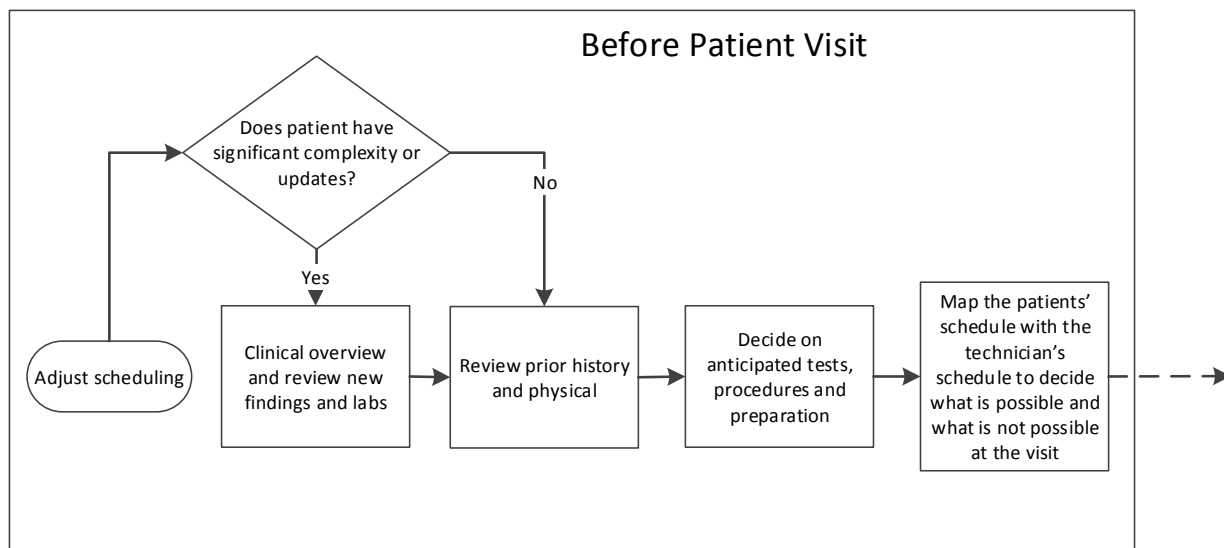 Before Patient Visit
Does patient have
significant complexity or
updates?
No
Yes
Adjust scheduling
Clinical overview
and review new
findings and labs
Review prior history
and physical
Decide on
anticipated tests,
procedures and
preparation
Map the patients’
schedule with the
technician’s
schedule to decide
what is possible and
what is not possible
at the visit